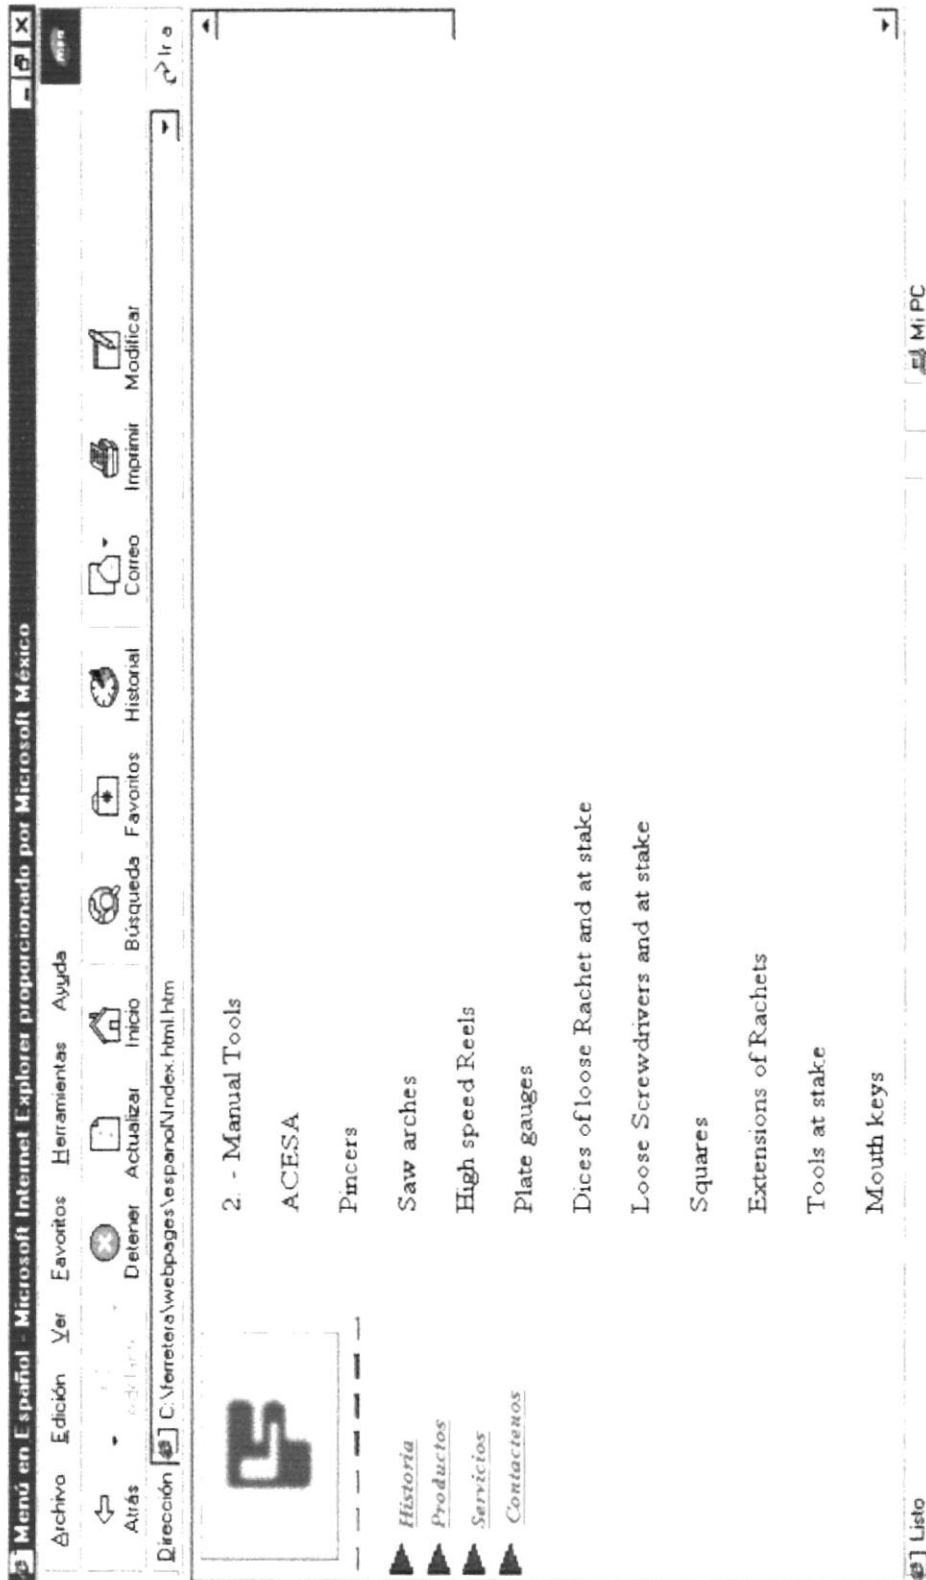 Menú en Español - Microsoft Internet Explorer proporcionado por Microsoft México
Archivo Edición Ver Favoritos Herramientas Ayuda
Atrás Detener Actualizar Inicio Búsqueda Favoritos Historial Correo Imprimir Modificar
Dirección C:\ferretera\webpages\espanol\Index.html.htm Ir a
Historia
Productos
Servicios
Contactenos
2. - Manual Tools
ACESA
Pincers
Saw arches
High speed Reels
Plate gauges
Dices of loose Rachet and at stake
Loose Screwdrivers and at stake
Squares
Extensions of Rachets
Tools at stake
Mouth keys
Listo Mi PC